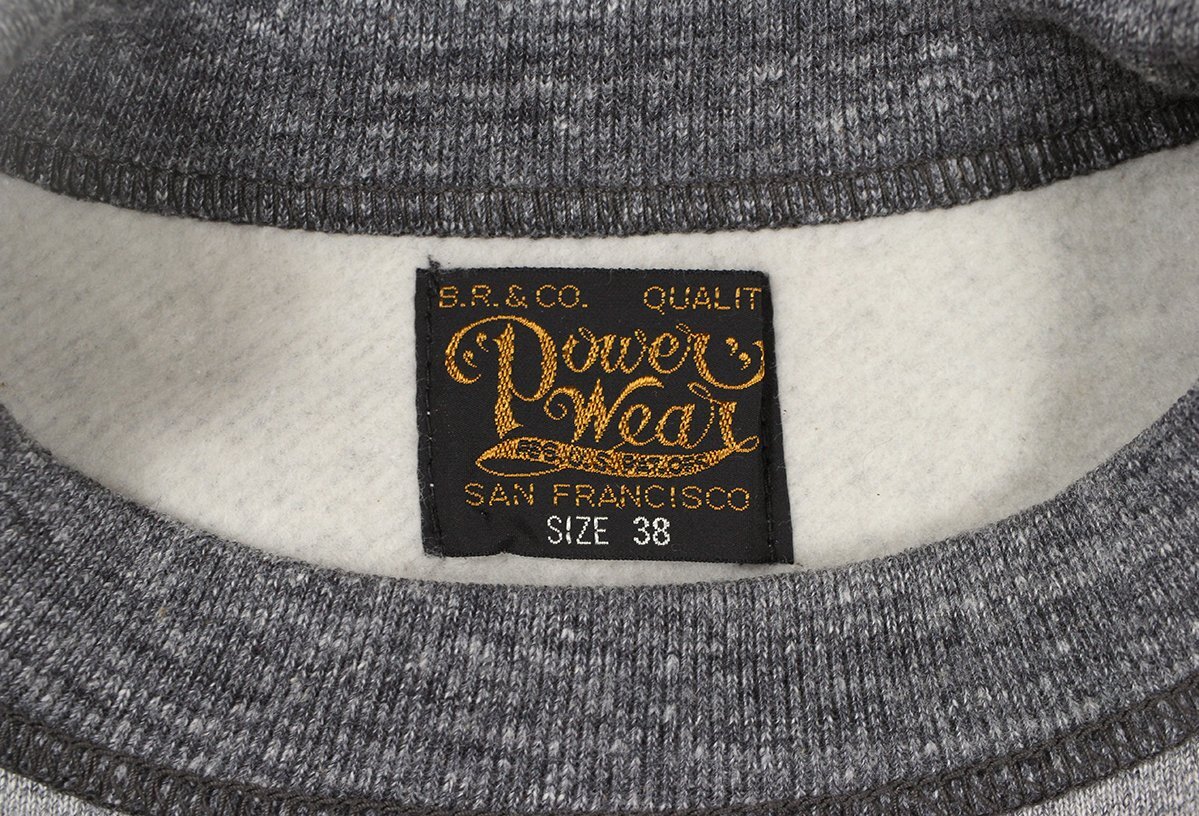 B.R. & CO. QUALIT
Power
Wear
SAN FRANCISCO
SIZE 38